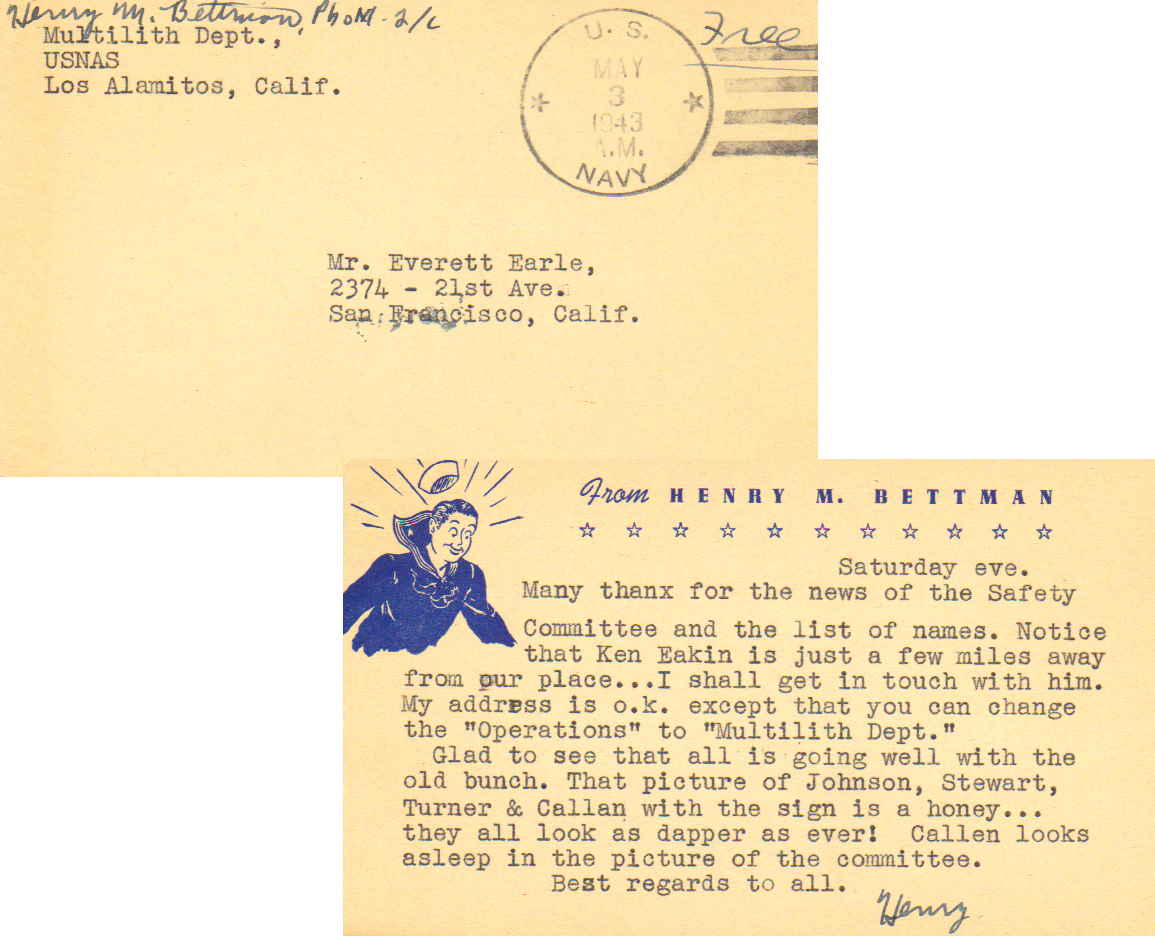 Henry M. Bettman, PhoM-2/c
Multilith Dept.,
USNAS
Los Alamitos, Calif.
U. S.
MAY
3
1943
A.M.
NAVY
Free
Mr. Everett Earle,
2374 - 21st Ave.
San Francisco, Calif.
From HENRY M. BETTMAN
Saturday eve.
Many thanx for the news of the Safety
Committee and the list of names. Notice
that Ken Eakin is just a few miles away
from our place...I shall get in touch with him.
My address is o.k. except that you can change
the "Operations" to "Multilith Dept."
Glad to see that all is going well with the
old bunch. That picture of Johnson, Stewart,
Turner & Callan with the sign is a honey...
they all look as dapper as ever! Callen looks
asleep in the picture of the committee.
Best regards to all.
Henry